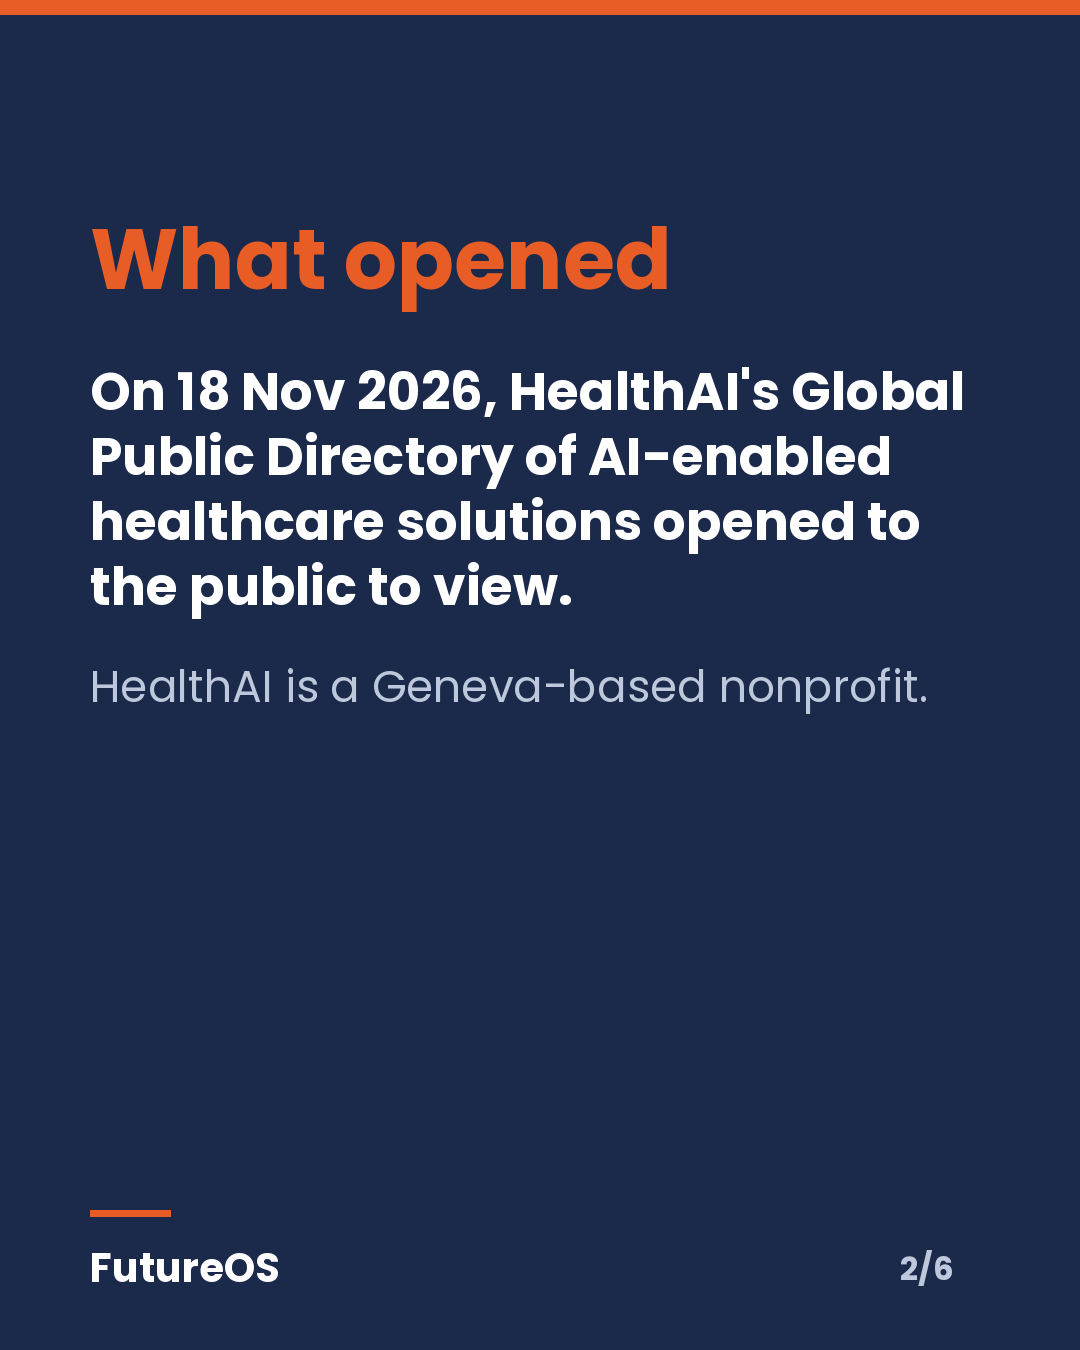 What opened
On 18 Nov 2026, HealthAI's Global
Public Directory of AI-enabled
healthcare solutions opened to
the public to view.
HealthAI is a Geneva-based nonprofit.
FutureOS
2/6